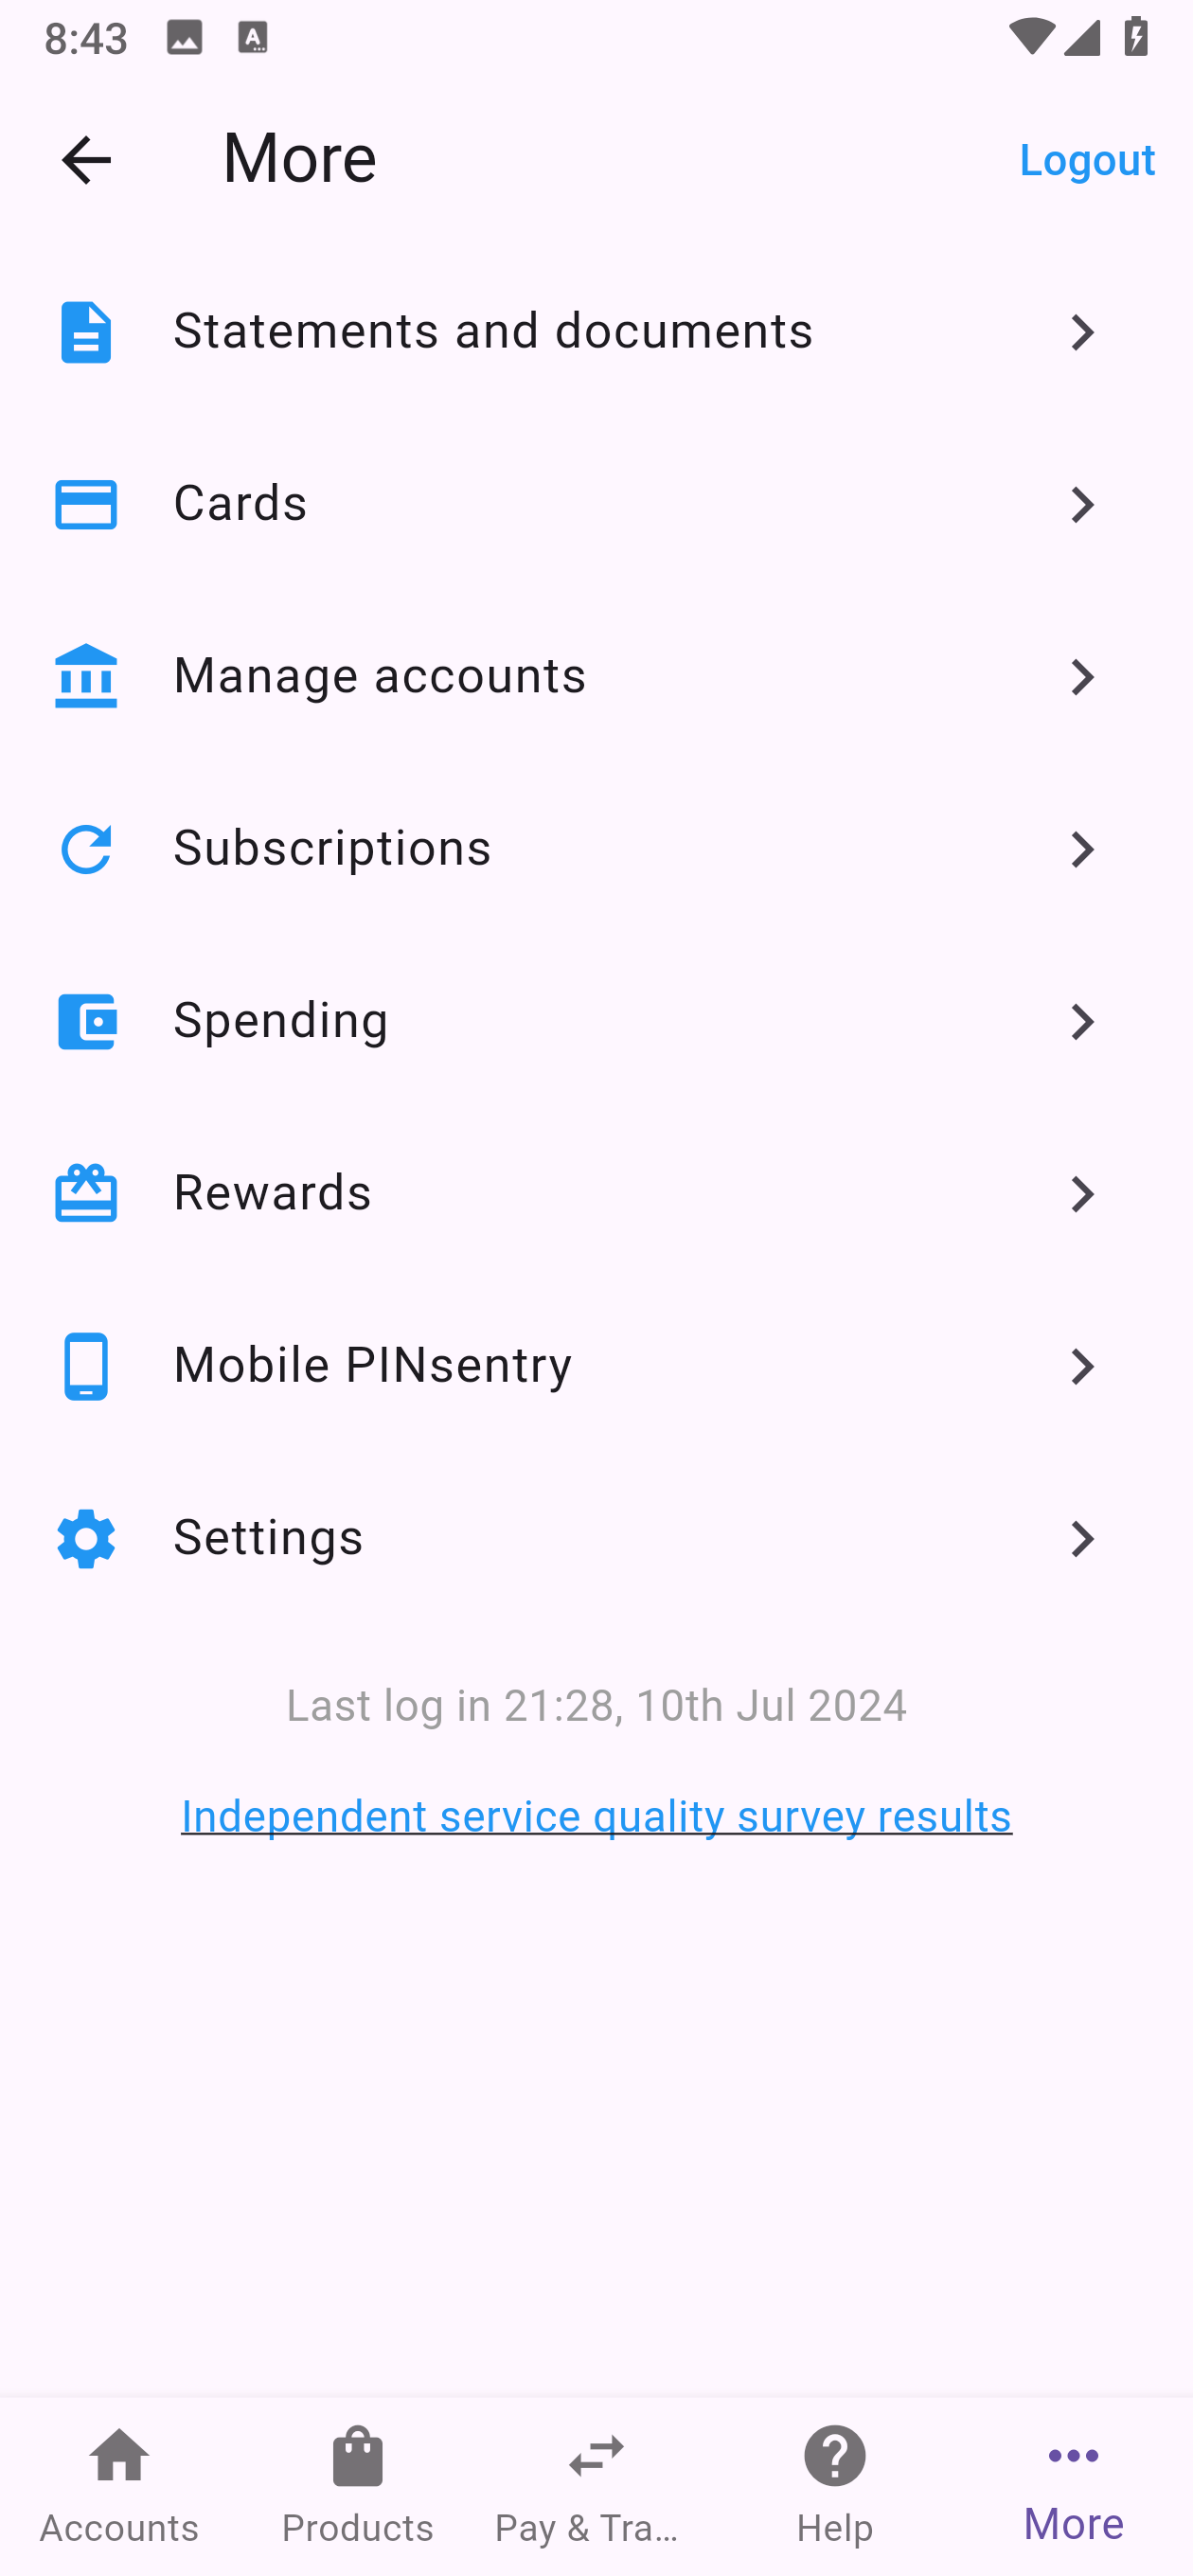 8:43
More
Logout
Statements and documents
Cards
Manage accounts
Subscriptions
Spending
Rewards
Mobile PINsentry
Settings
Last log in 21:28, 10th Jul 2024
Independent service quality survey results
Accounts
Products
Pay & Tra...
Help
More